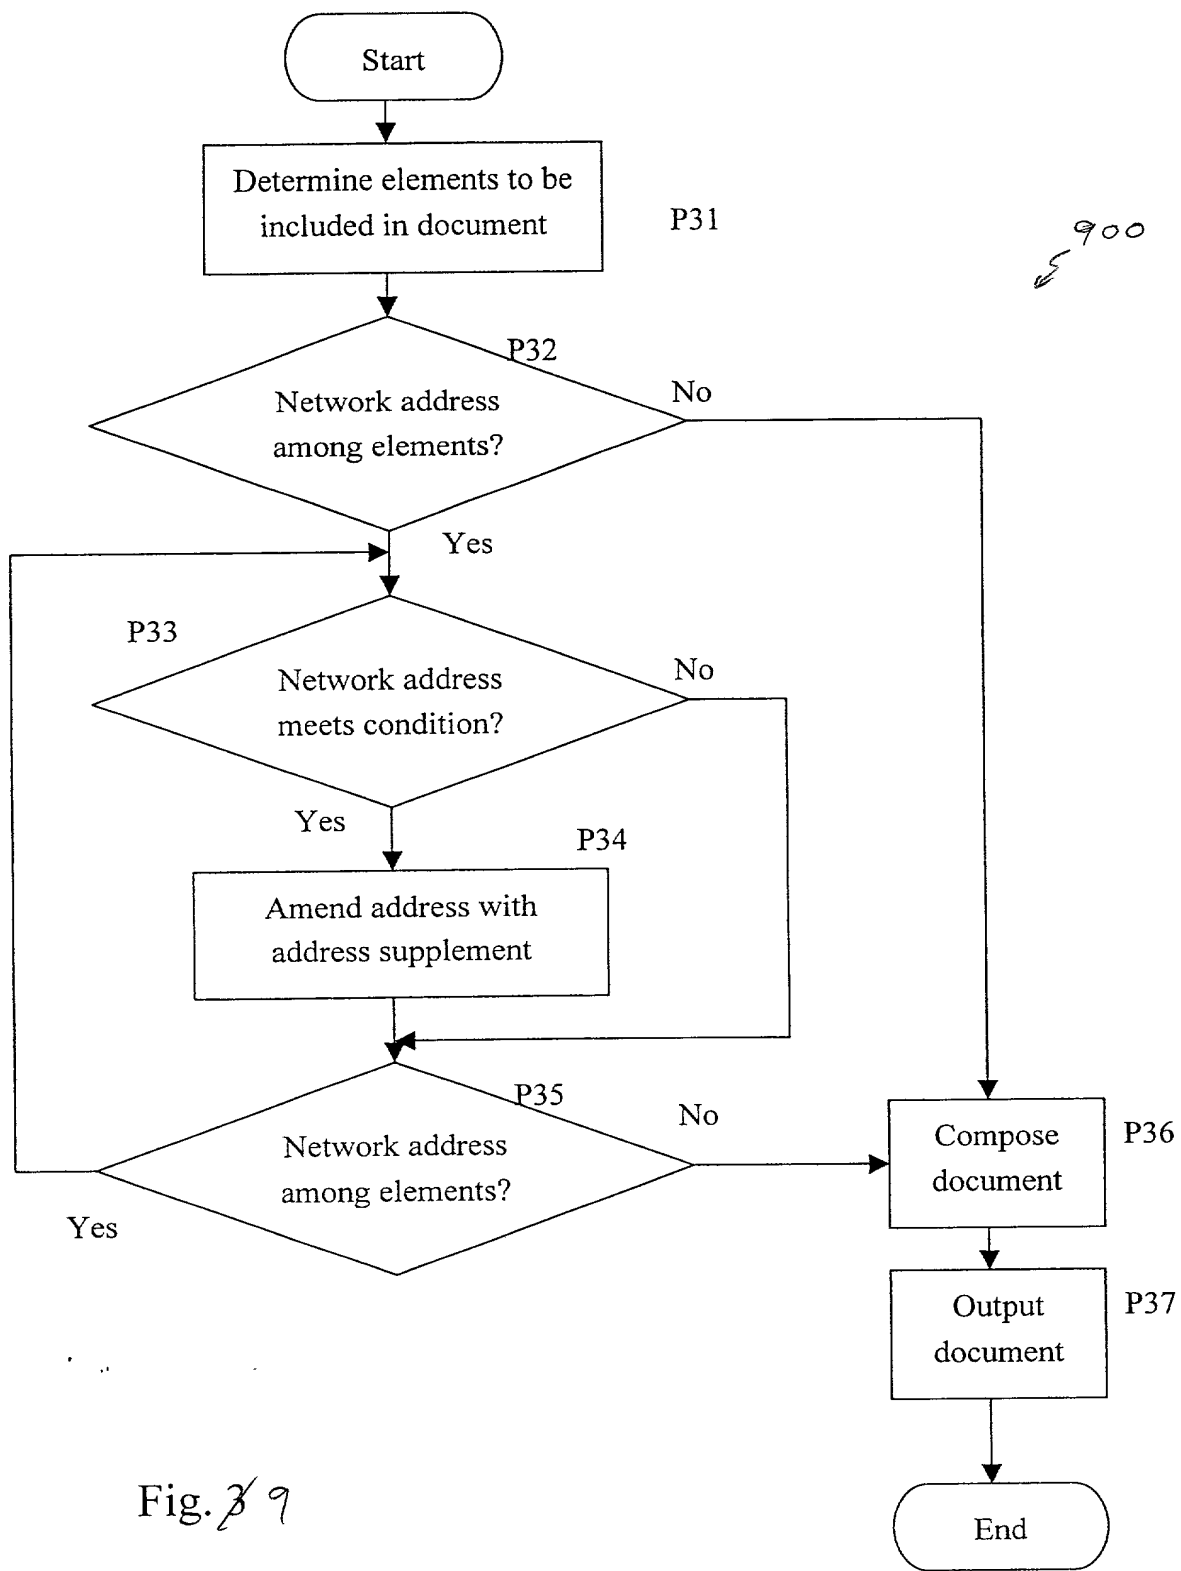 Start
Determine elements to be
included in document
P31
900
P32
Network address
among elements?
No
Yes
P33
Network address
meets condition?
No
Yes
P34
Amend address with
address supplement
P35
Network address
among elements?
No
Yes
Compose
document
P36
Output
document
P37
End
Fig. 3 9